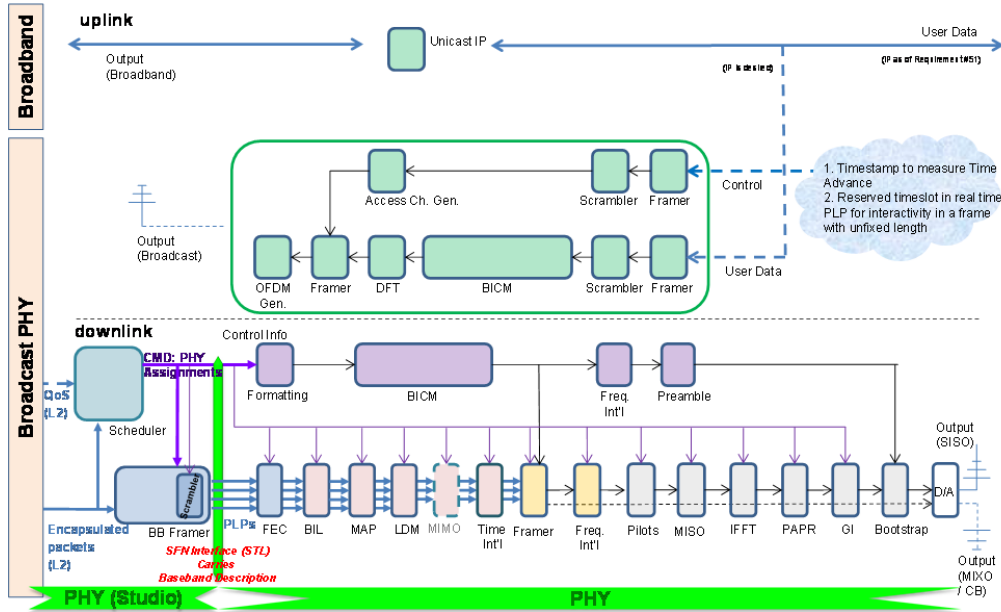 uplink
Broadband
Output
(Broadband)
Unicast IP
User Data
(IP is desired)
(IP as of Requirement #51)
Broadcast PHY
Access Ch. Gen.
Scrambler
Framer
Control
1. Timestamp to measure Time
Advance
2. Reserved timeslot in real time
PLP for interactivity in a frame
with unfixed length
Output
(Broadcast)
OFDM
Gen.
Framer
DFT
BICM
Scrambler
Framer
User Data
downlink
CMD: PHY
Assignments
Control Info
QoS
(L2)
Scheduler
Formatting
BICM
Freq.
Int'l
Preamble
Output
(SISO)
Scrambler
BB Framer
Encapsulated
packets
(L2)
PLPs
FEC
BIL
MAP
LDM
MIMO
Time
Int'l
Framer
Freq.
Int'l
Pilots
MISO
IFFT
PAPR
GI
Bootstrap
D/A
SFN Interface (STL)
Carries
Baseband Description
Output
(MIXO
/ CB)
PHY (Studio)
PHY